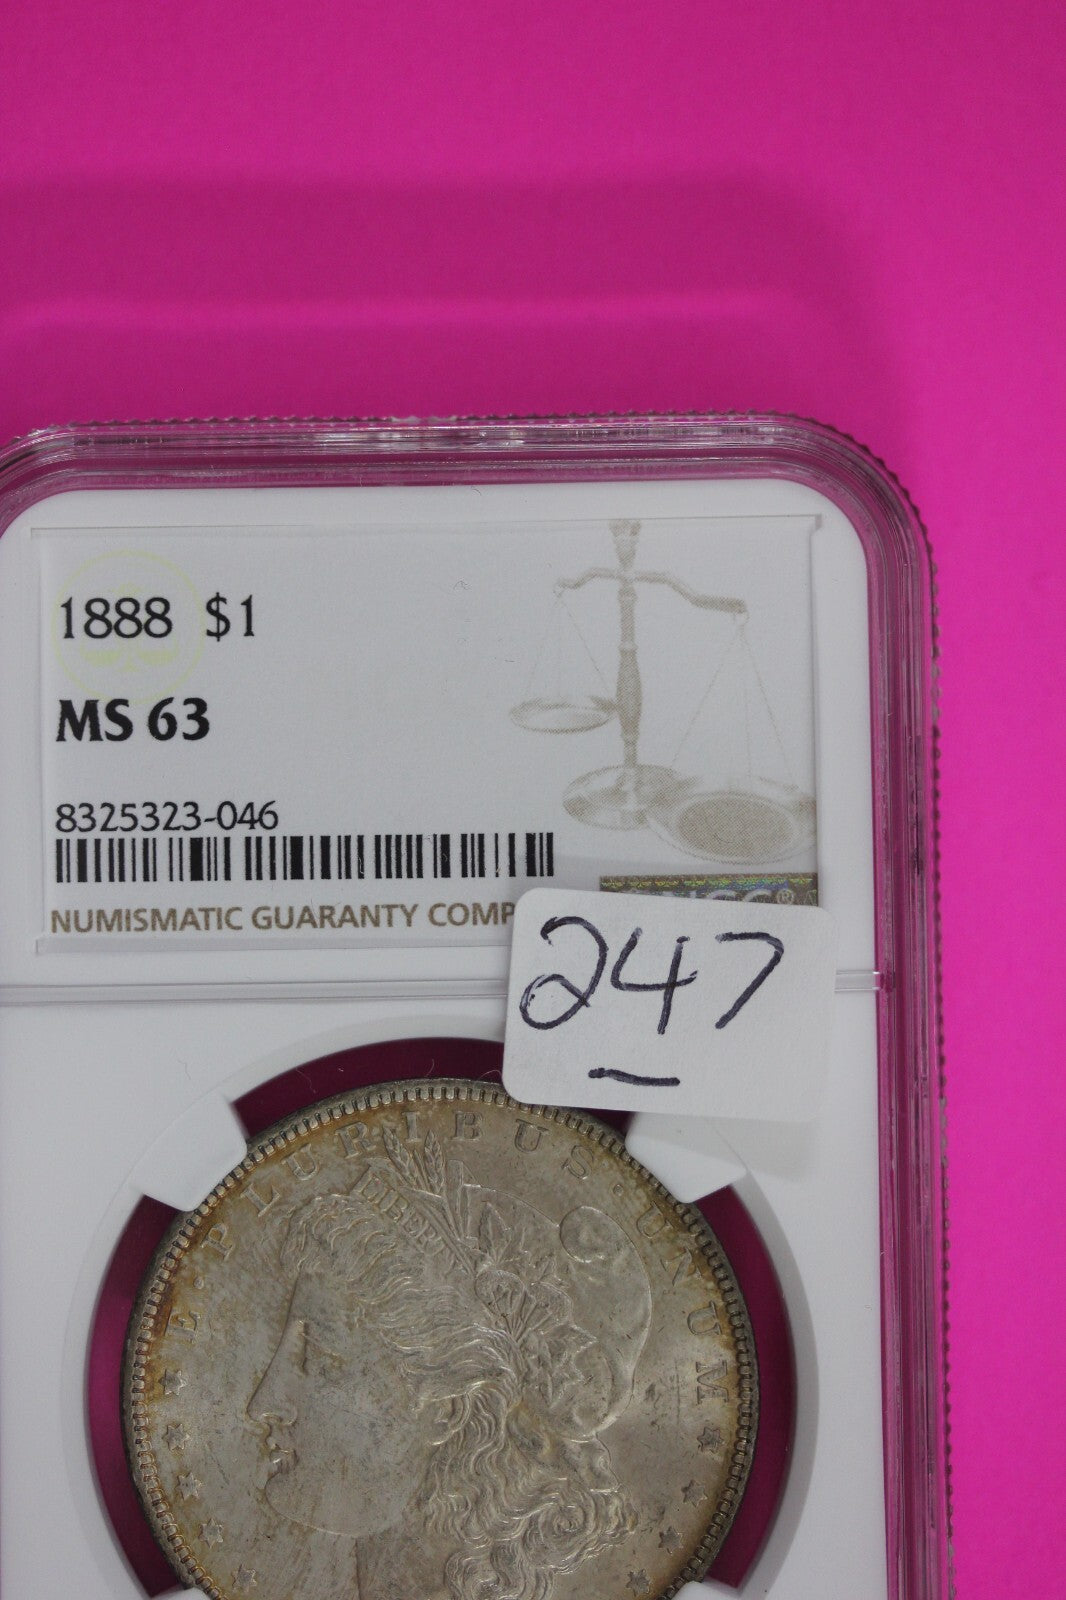 1888 $1
MS 63
8325323-046
NUMISMATIC GUARANTY COMP
247
E·PLURIBUS·UNUM
LIBERTY